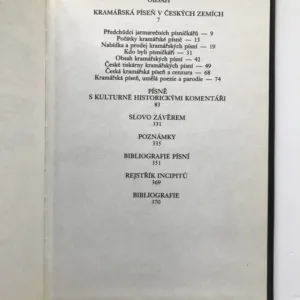 OBSAH
KRAMÁŘSKÁ PÍSEŇ V ČESKÝCH ZEMÍCH
7
Předchůdci jarmarečních písničkářů — 9
Počátky kramářské písně — 13
Nabídka a prodej kramářských písní — 19
Kdo byli písničkáři — 31
Obsah kramářských písní — 41
České tiskárny kramářských písní — 49
Česká kramářská píseň a censura — 68
Kramářská píseň, umělá poesie a parodie — 74
PÍSNĚ
S KULTURNĚ HISTORICKÝMI KOMENTÁŘI
83
SLOVO ZÁVĚREM
331
POZNÁMKY
335
BIBLIOGRAFIE PÍSNÍ
351
REJSTŘÍK INCIPITŮ
369
BIBLIOGRAFIE
370